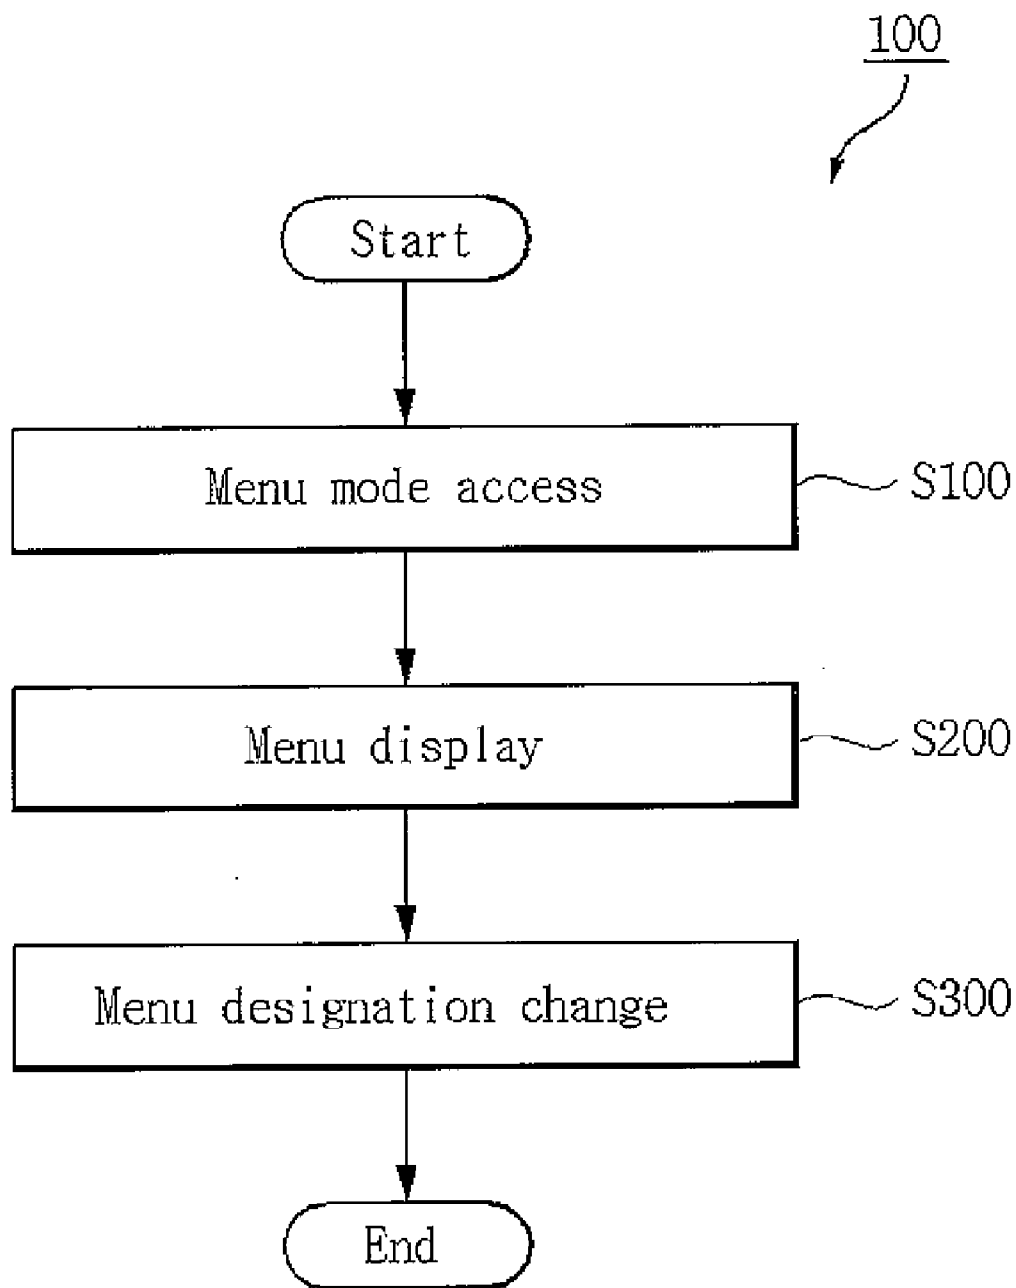 100
Start
Menu mode access
S100
Menu display
S200
Menu designation change
S300
End